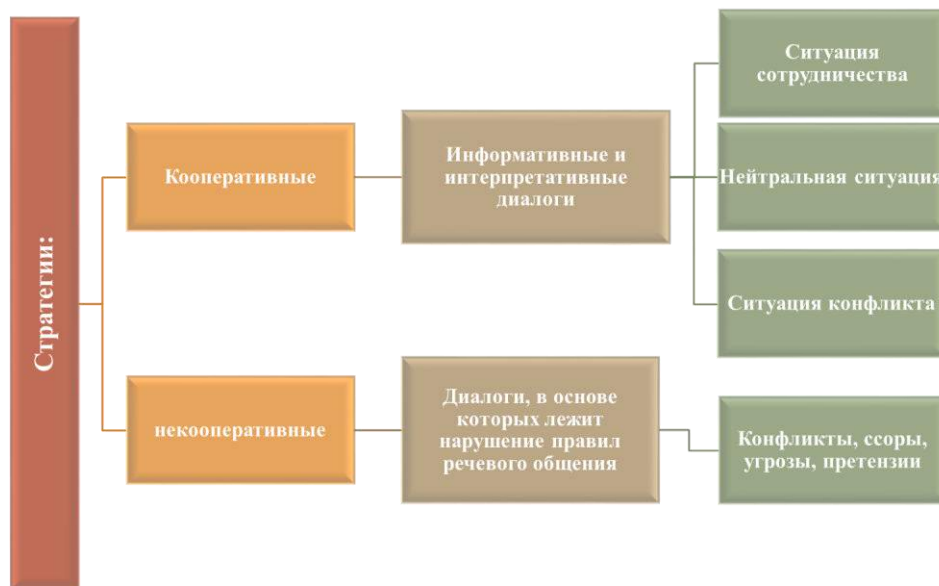 Стратегии:
Кооперативные
Информативные и
интерпретативные
диалоги
Ситуация
сотрудничества
Нейтральная ситуация
Ситуация конфликта
некооперативные
Диалоги, в основе
которых лежит
нарушение правил
речевого общения
Конфликты, ссоры,
угрозы, претензии